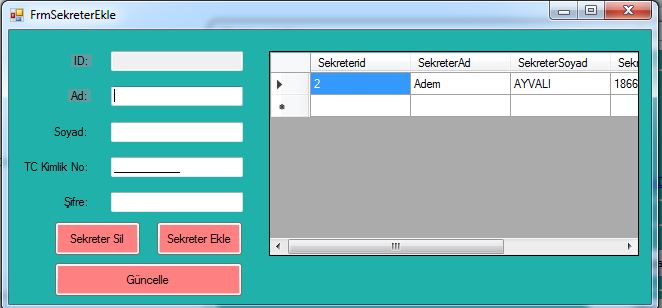 FrmSekreterEkle
ID:
Ad:
Soyad:
TC Kimlik No:
Şifre:
Sekreter Sil
Sekreter Ekle
Güncelle
Sekreterid SekreterAd SekreterSoyad Sekr
2 Adem AYVALI 1866